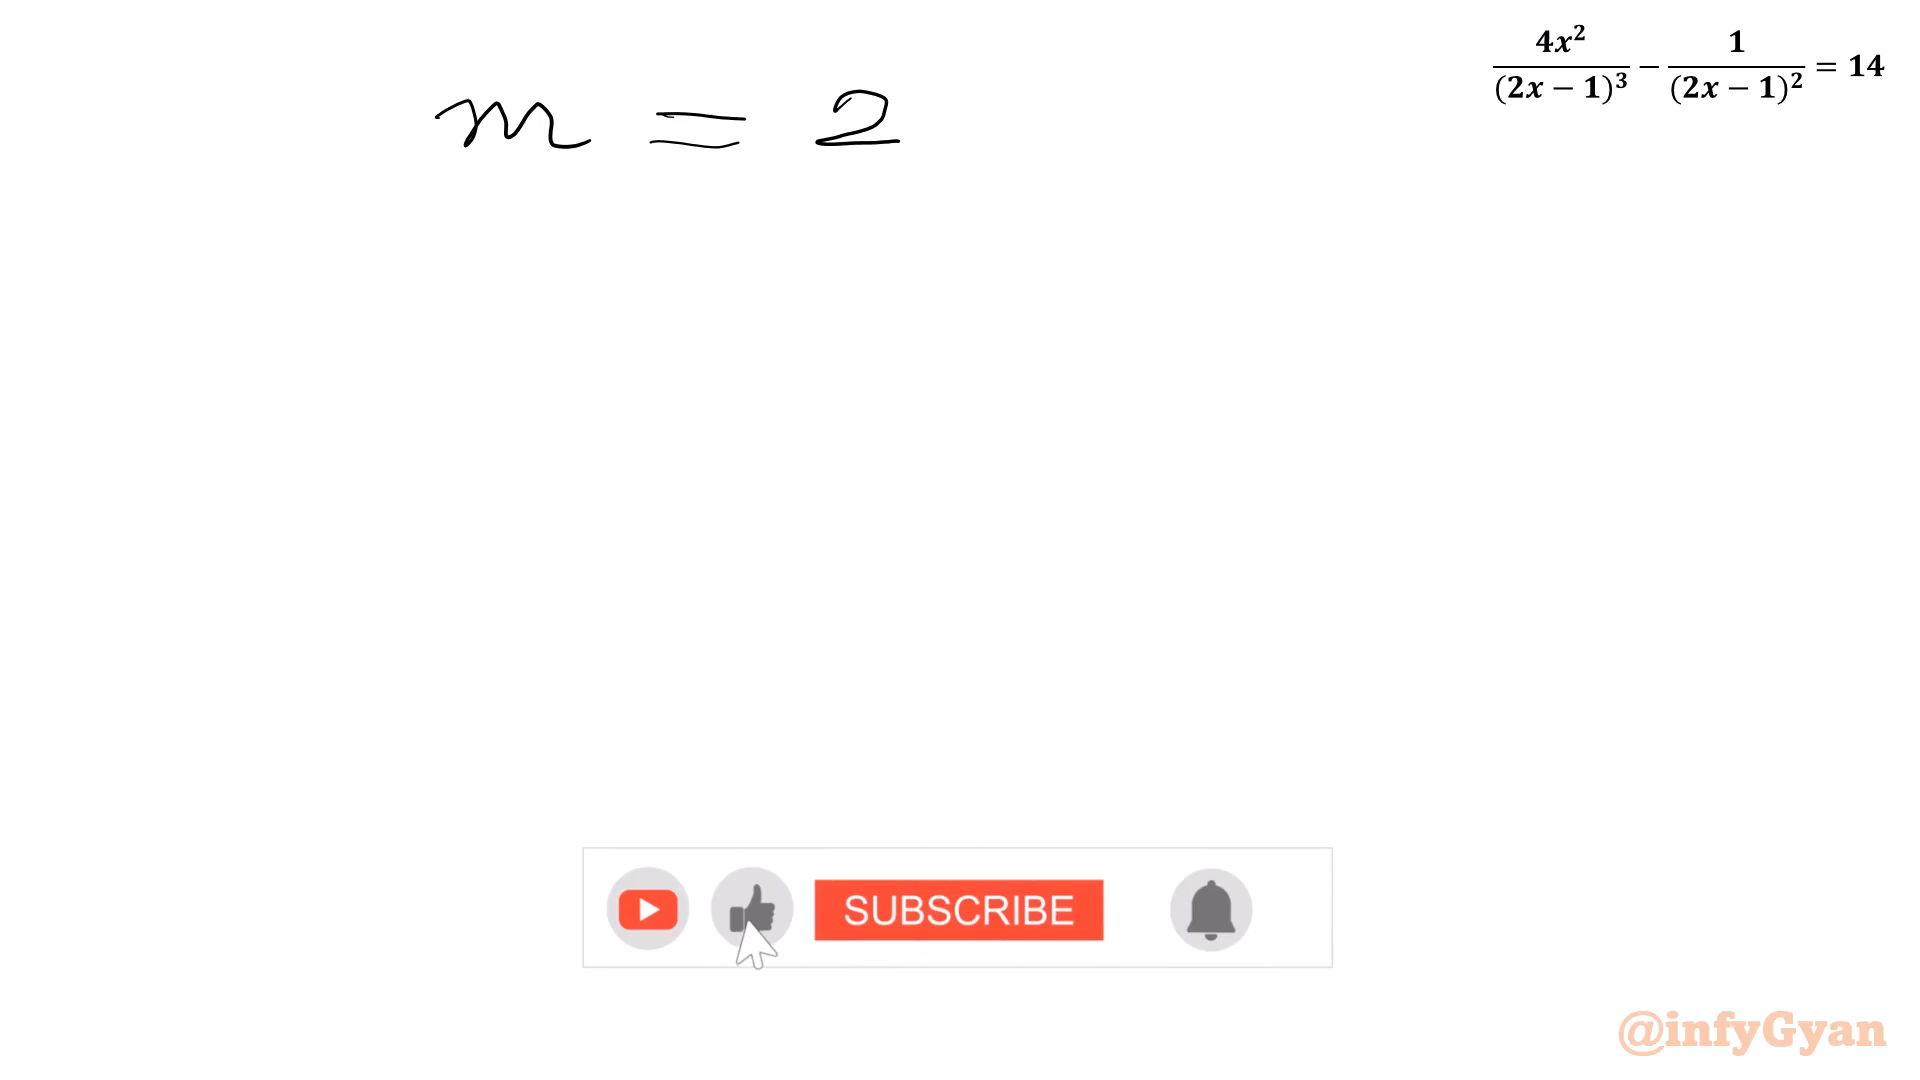 4x²/(2x − 1)³ − 1/(2x − 1)² = 14
m = 2
SUBSCRIBE
@infyGyan